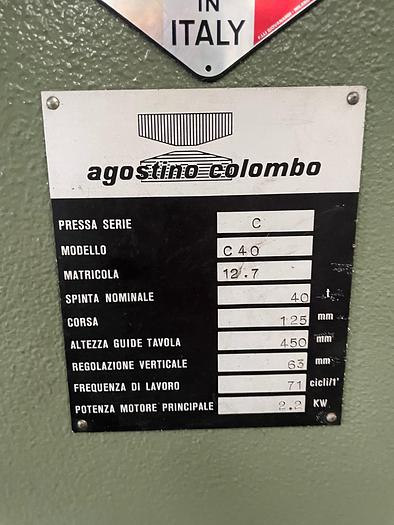 IN
ITALY
agostino colombo
PRESSA SERIE C
MODELLO C40
MATRICOLA 12.7
SPINTA NOMINALE 40 t
CORSA 125 mm
ALTEZZA GUIDE TAVOLA 450 mm
REGOLAZIONE VERTICALE 63 mm
FREQUENZA DI LAVORO 71 cicli/1'
POTENZA MOTORE PRINCIPALE 2.2 KW